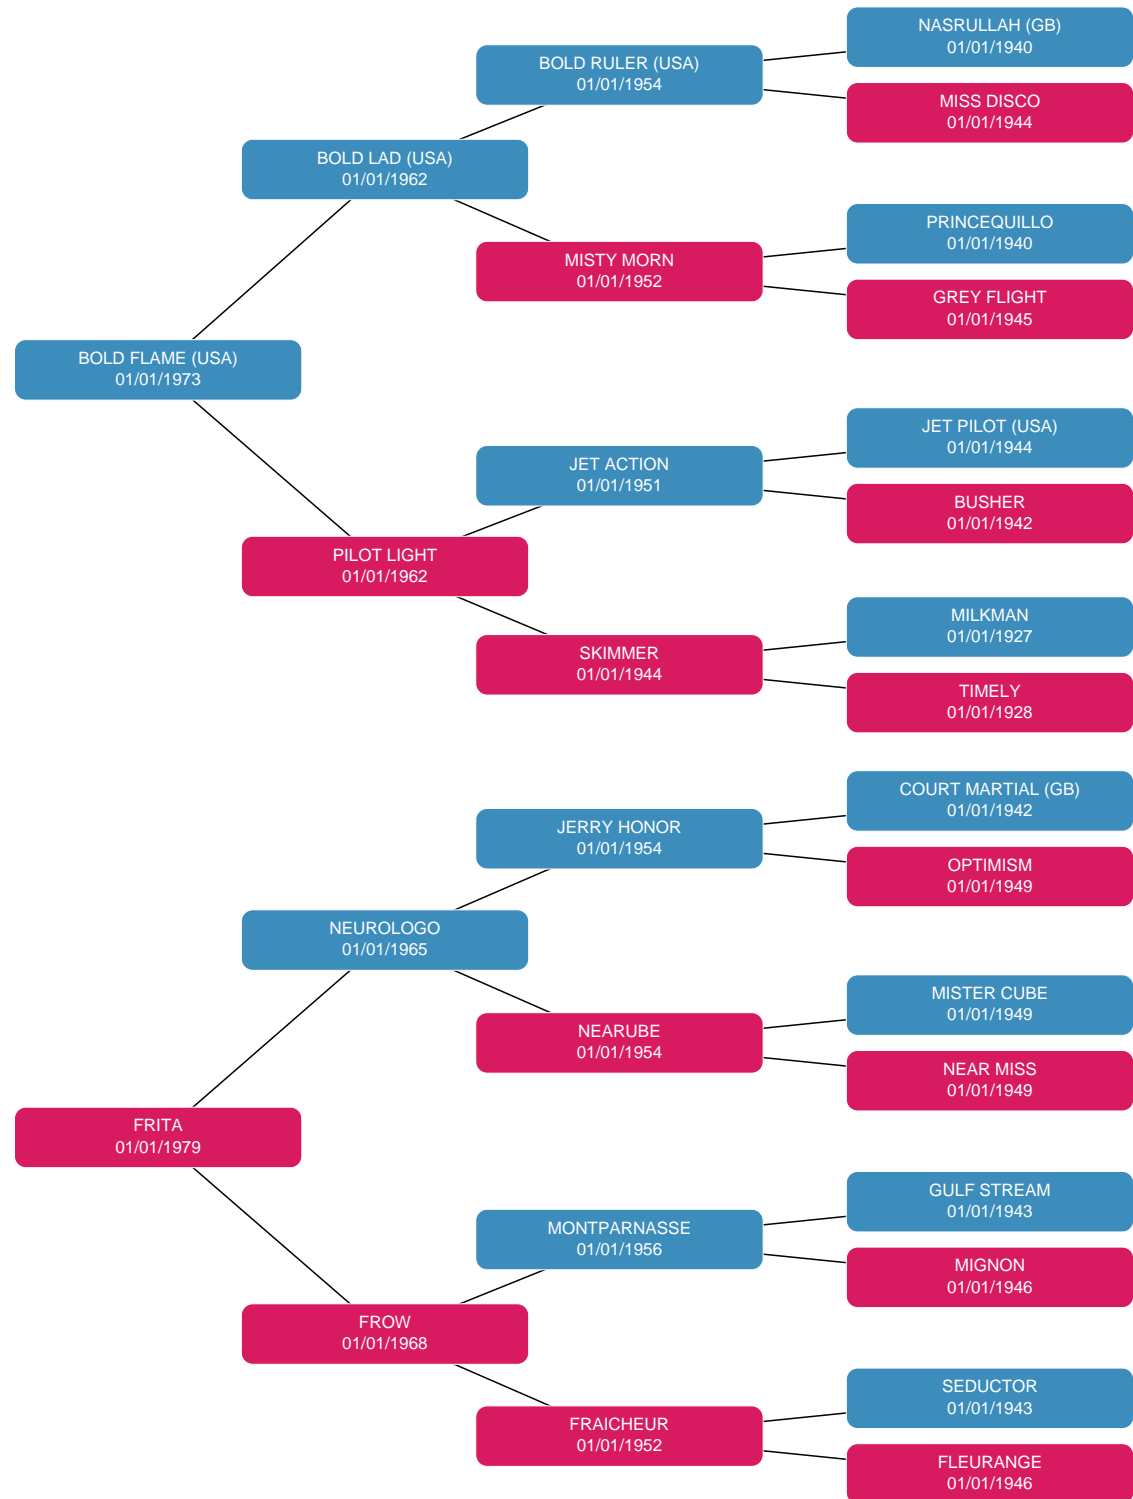 NASRULLAH (GB)
01/01/1940
BOLD RULER (USA)
01/01/1954
MISS DISCO
01/01/1944
BOLD LAD (USA)
01/01/1962
PRINCEQUILLO
01/01/1940
MISTY MORN
01/01/1952
GREY FLIGHT
01/01/1945
BOLD FLAME (USA)
01/01/1973
JET PILOT (USA)
01/01/1944
JET ACTION
01/01/1951
BUSHER
01/01/1942
PILOT LIGHT
01/01/1962
MILKMAN
01/01/1927
SKIMMER
01/01/1944
TIMELY
01/01/1928
COURT MARTIAL (GB)
01/01/1942
JERRY HONOR
01/01/1954
OPTIMISM
01/01/1949
NEUROLOGO
01/01/1965
MISTER CUBE
01/01/1949
NEARUBE
01/01/1954
NEAR MISS
01/01/1949
FRITA
01/01/1979
GULF STREAM
01/01/1943
MONTPARNASSE
01/01/1956
MIGNON
01/01/1946
FROW
01/01/1968
SEDUCTOR
01/01/1943
FRAICHEUR
01/01/1952
FLEURANGE
01/01/1946